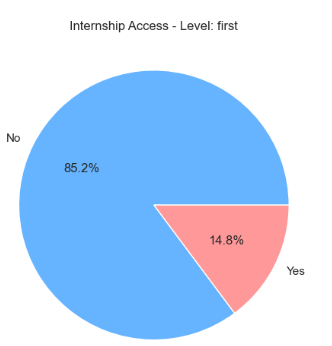 Internship Access - Level: first
No
85.2%
14.8%
Yes